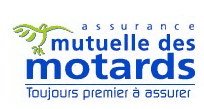 assurance
mutuelle des
motards
Toujours premier à assurer